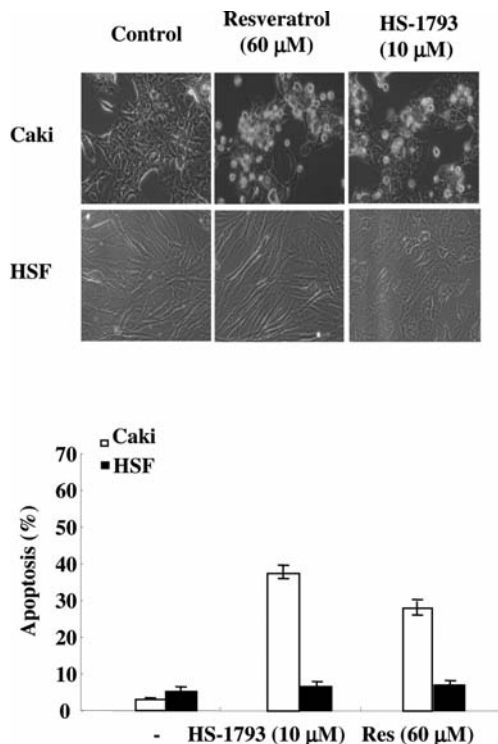 Control
Resveratrol
(60 µM)
HS-1793
(10 µM)
Caki
HSF
Caki
HSF
Apoptosis (%)
70
60
50
40
30
20
10
0
- HS-1793 (10 µM) Res (60 µM)